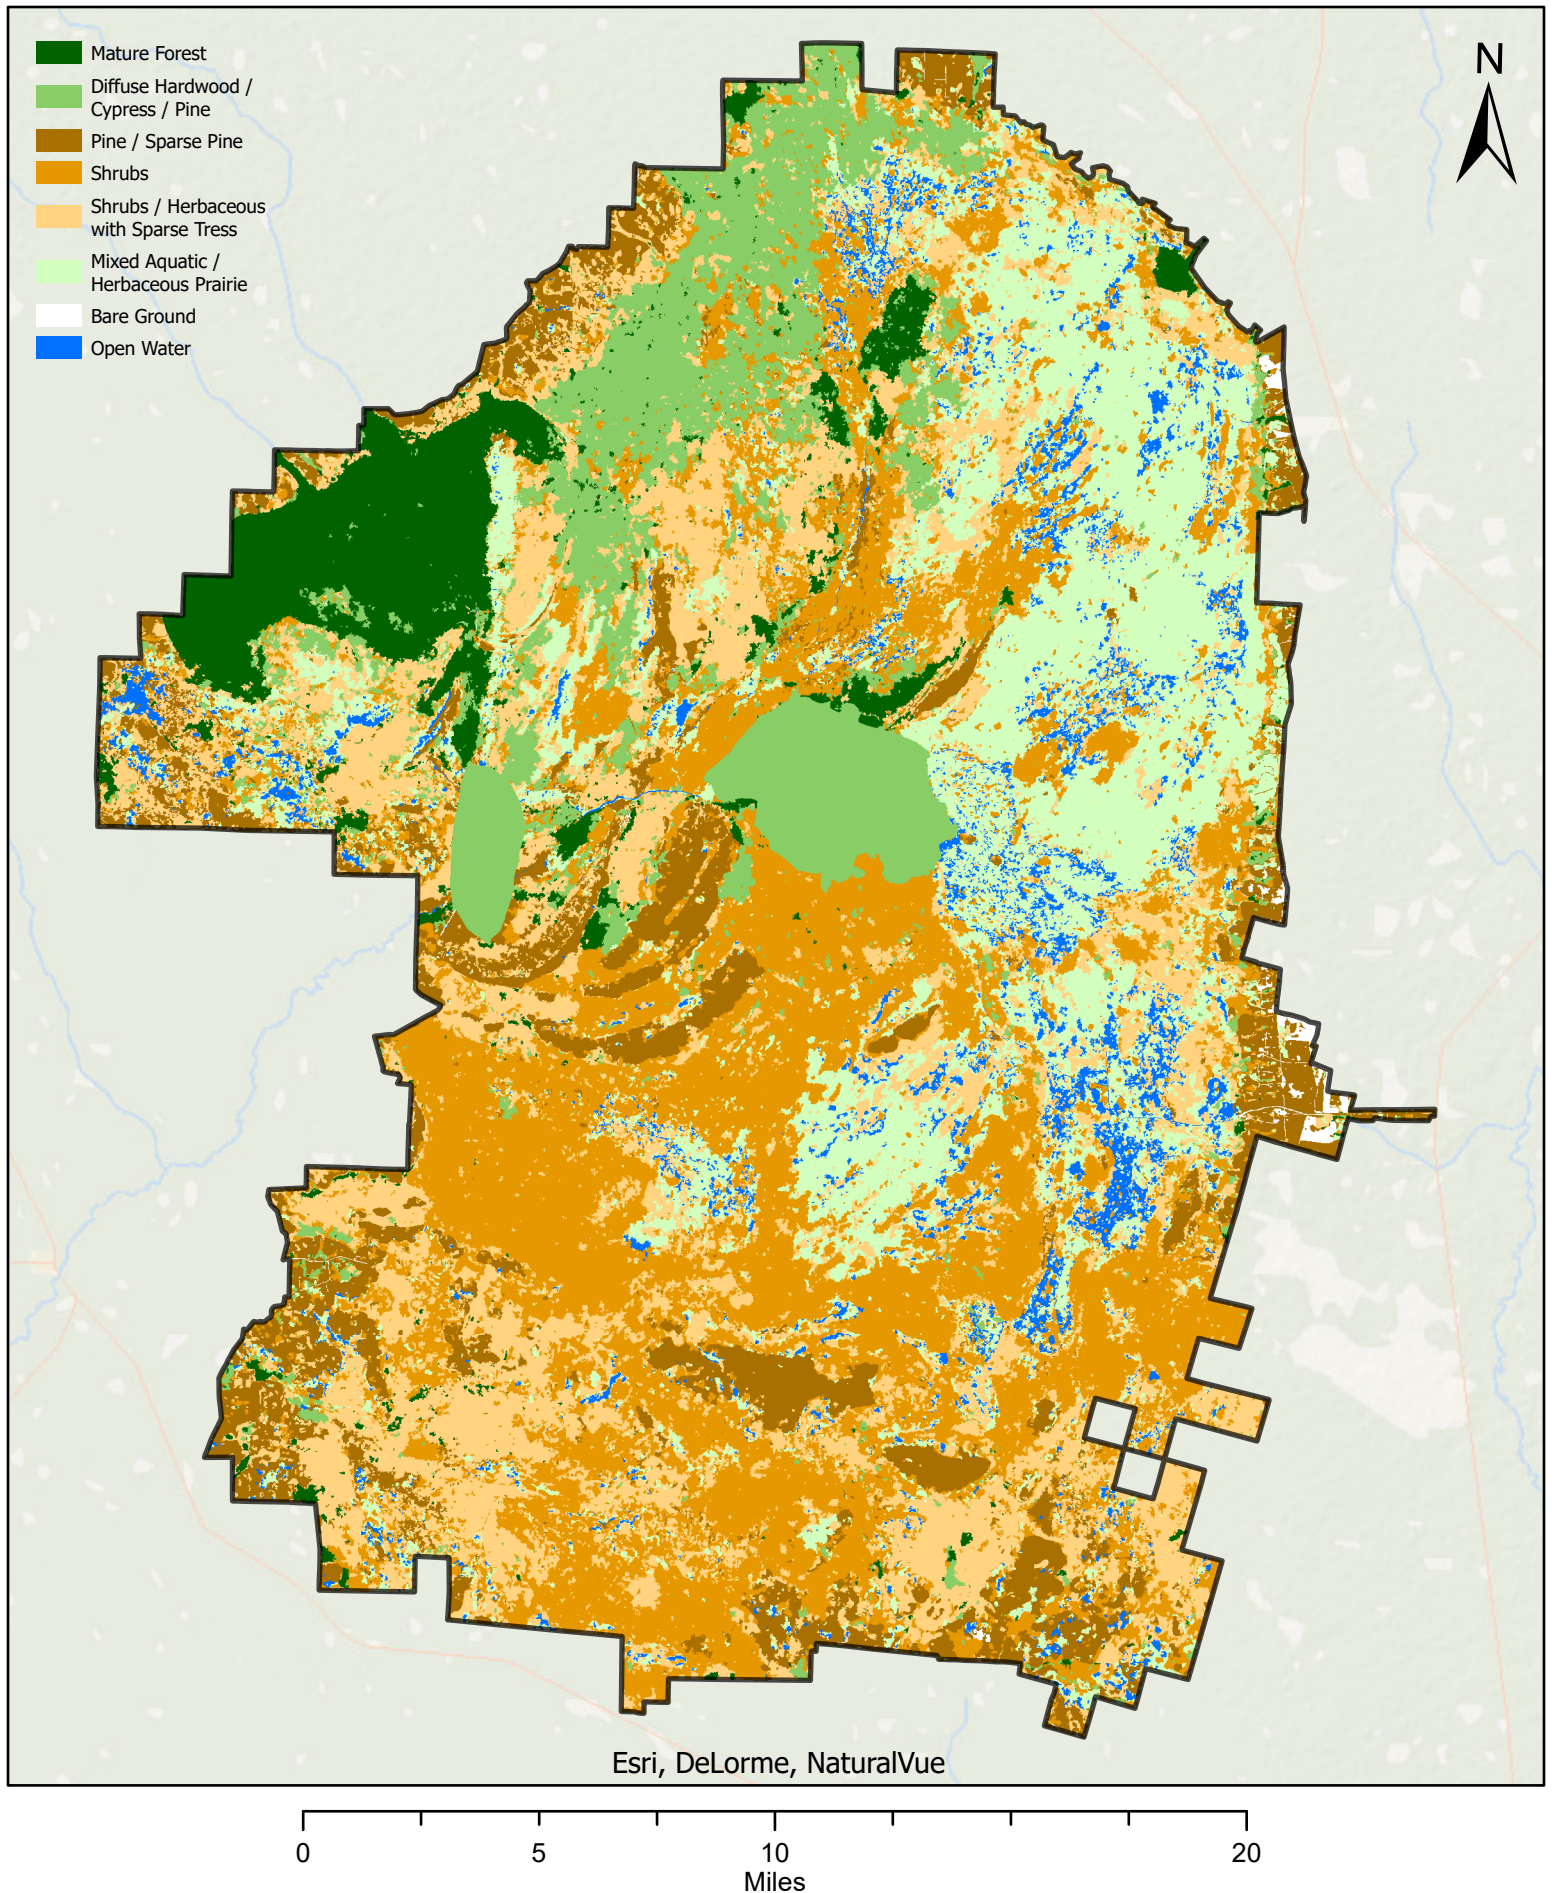 Mature Forest
Diffuse Hardwood /
Cypress / Pine
Pine / Sparse Pine
Shrubs
Shrubs / Herbaceous
with Sparse Tress
Mixed Aquatic /
Herbaceous Prairie
Bare Ground
Open Water
N
Esri, DeLorme, NaturalVue
0 5 10 20
Miles